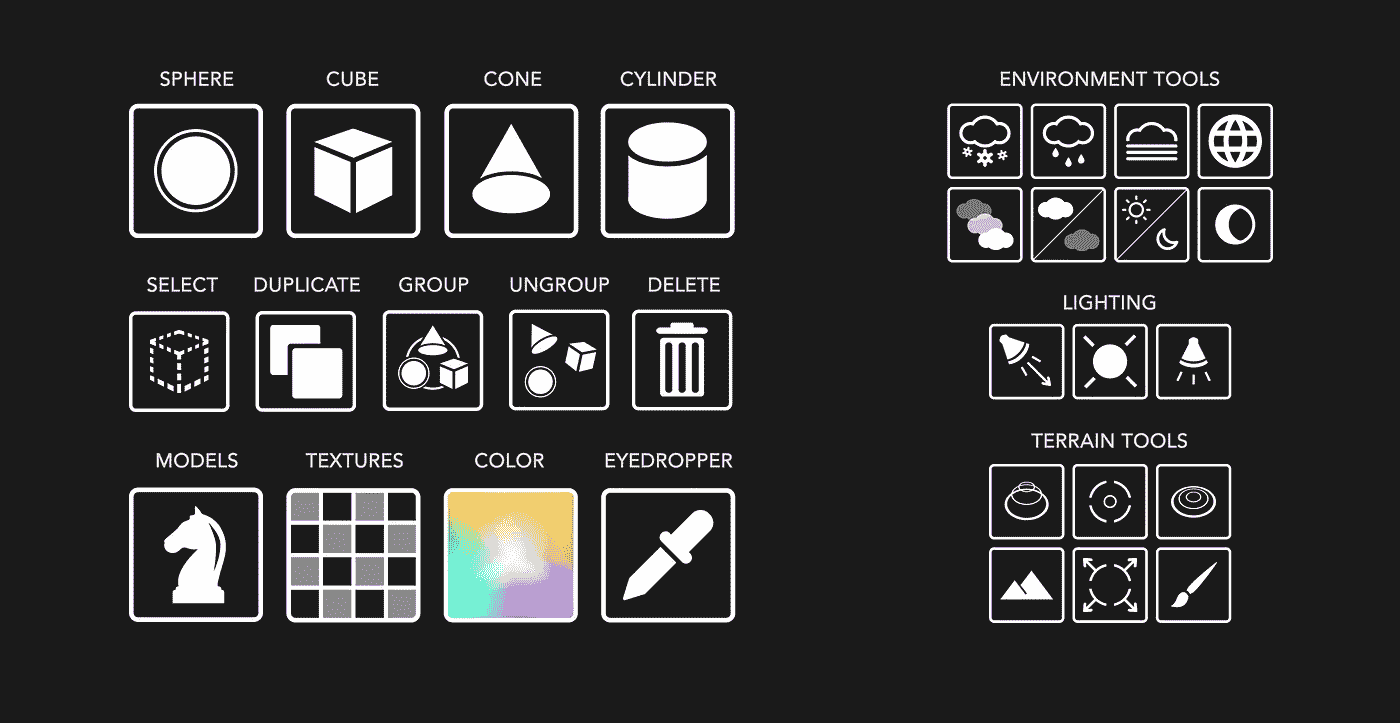 SPHERE
CUBE
CONE
CYLINDER
SELECT
DUPLICATE
GROUP
UNGROUP
DELETE
MODELS
TEXTURES
COLOR
EYEDROPPER
ENVIRONMENT TOOLS
LIGHTING
TERRAIN TOOLS